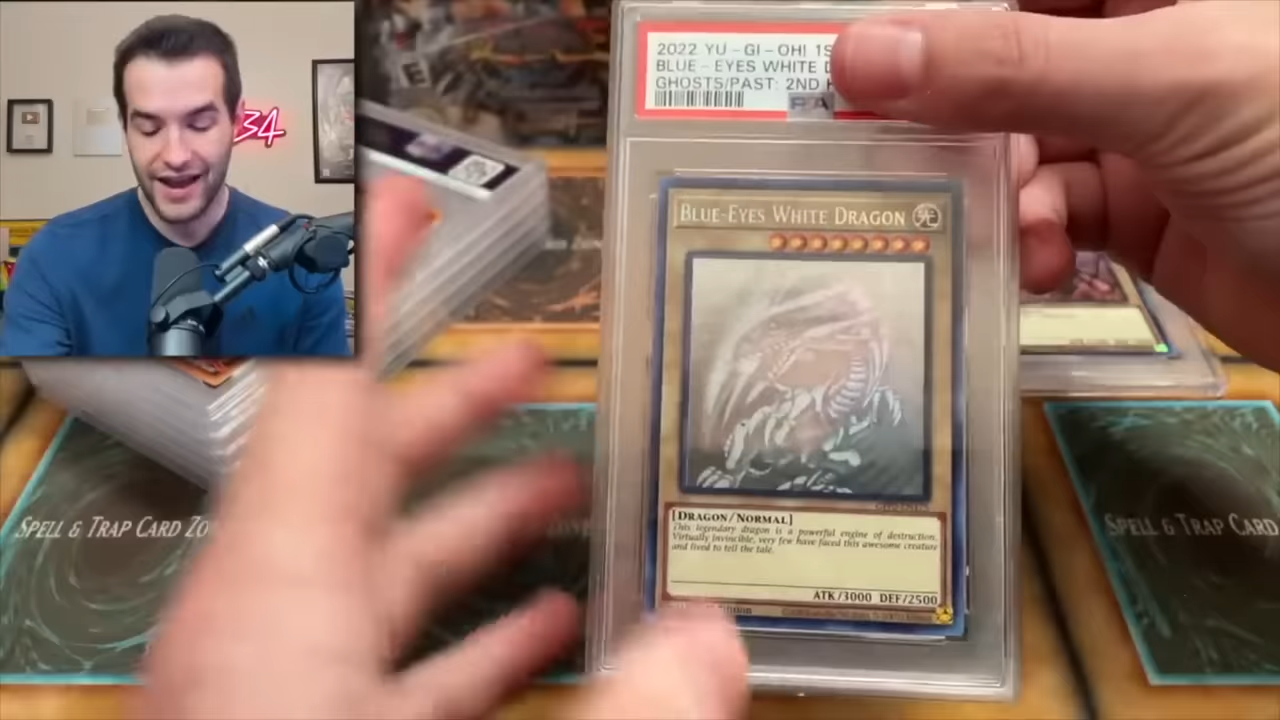 34
2022 YU-GI-OH! 1S
BLUE-EYES WHITE D
GHOSTS/PAST: 2ND H
BLUE-EYES WHITE DRAGON
[DRAGON/NORMAL]
This legendary dragon is a powerful engine of destruction.
Virtually invincible, very few have faced this awesome creature
and lived to tell the tale.
ATK/3000 DEF/2500
SPELL & TRAP CARD ZO
SPELL & TRAP CARD